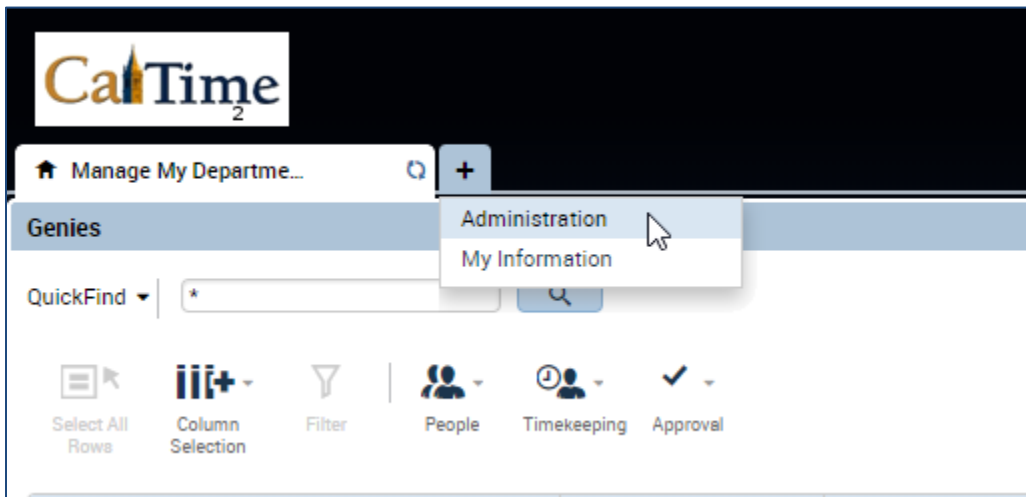 CalTime
2
Manage My Departme...
+
Administration
My Information
Genies
QuickFind
*
Select All
Rows
Column
Selection
Filter
People
Timekeeping
Approval